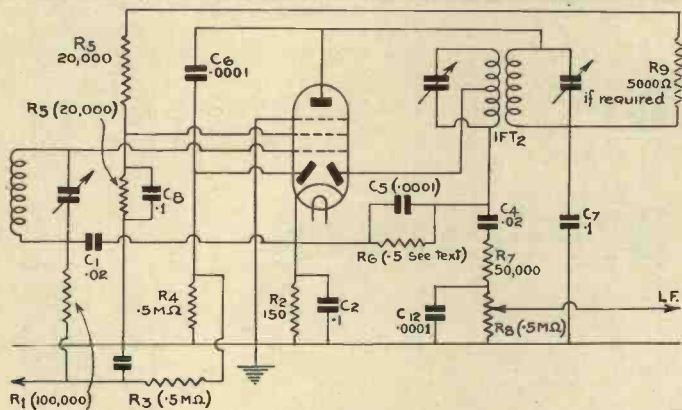 R5
20,000
C6
.0001
R9
5000Ω
if required
R5 (20,000)
IFT2
C8
.1
C5 (.0001)
C4
.02
C7
.1
C1
.02
R6 (.5 See Text)
R7
50,000
R4
.5MΩ
R2
150
C2
.1
C12
.0001
L.F.
R8 (.5MΩ)
R1 (100,000)
R3 (.5MΩ)